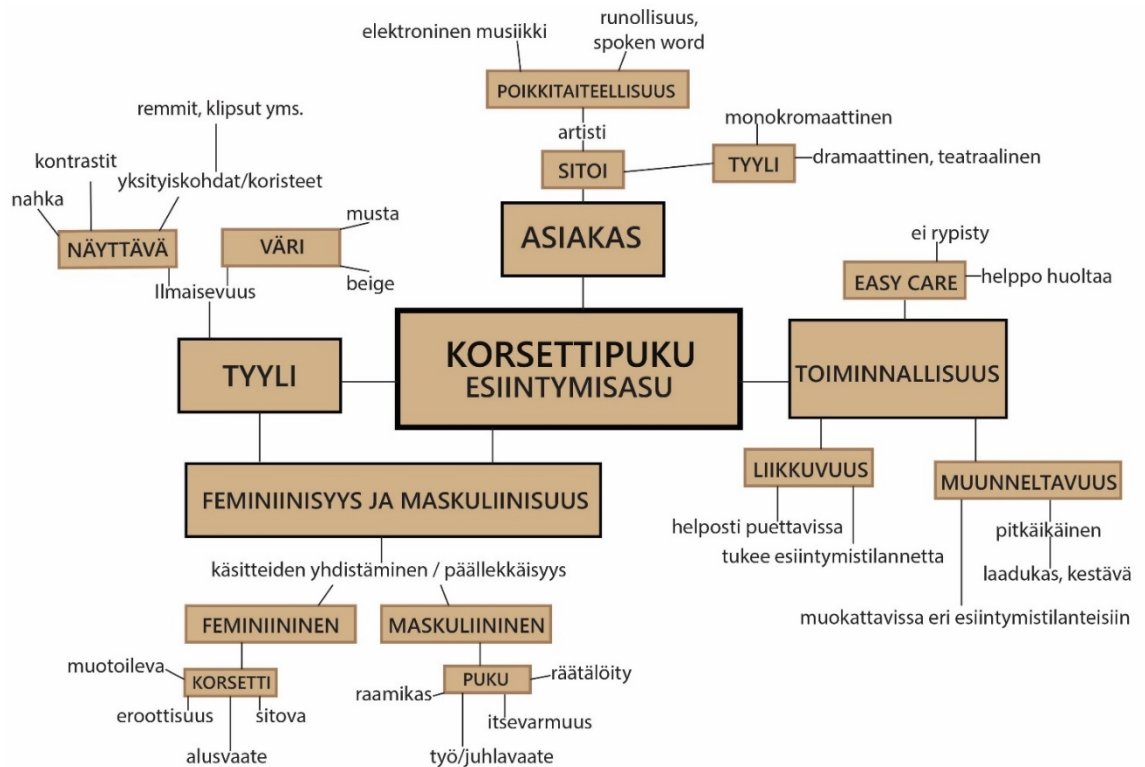 elektroninen musiikki
runollisuus,
spoken word
POIKKITAITEELLISUUS
artisti
SITOI
monokromaattinen
TYYLI
dramaattinen, teatraalinen
ASIAKAS
remmit, klipsut yms.
kontrastit
yksityiskohdat/koristeet
nahka
NÄYTTÄVÄ
VÄRI
musta
beige
Ilmaisevuus
TYYLI
KORSETTIPUKU
ESIINTYMISASU
ei rypisty
EASY CARE
helppo huoltaa
TOIMINNALLISUUS
LIIKKUVUUS
helposti puettavissa
tukee esiintymistilannetta
MUUNNELTAVUUS
pitkäikäinen
laadukas, kestävä
muokattavissa eri esiintymistilanteisiin
FEMINIINISYYS JA MASKULIINISUUS
käsitteiden yhdistäminen / päällekkäisyys
FEMINIININEN
MASKULIININEN
muotoileva
KORSETTI
eroottisuus
sitova
alusvaate
PUKU
räätälöity
raamikas
itsevarmuus
työ/juhlavaate